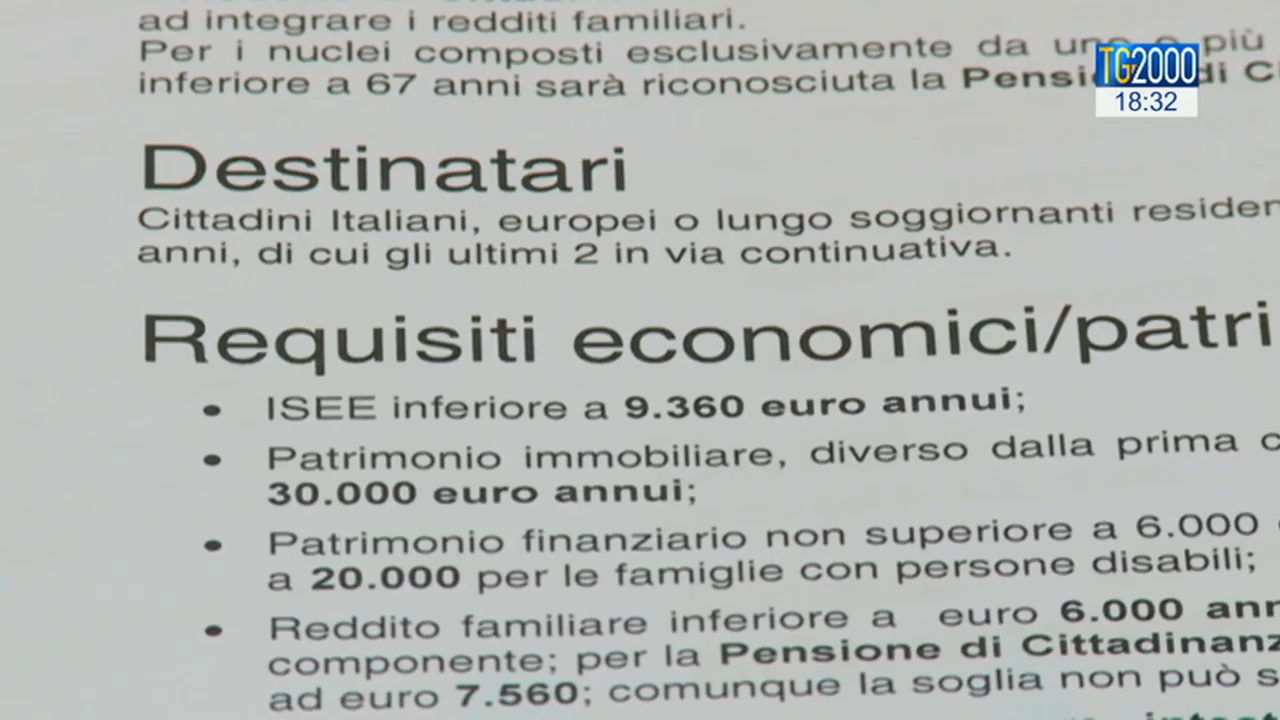 ad integrare i redditi familiari.
Per i nuclei composti esclusivamente da uno o più
inferiore a 67 anni sarà riconosciuta la Pensi di C
TG2000
18:32
Destinatari
Cittadini Italiani, europei o lungo soggiornanti residen
anni, di cui gli ultimi 2 in via continuativa.
Requisiti economici/patri
• ISEE inferiore a 9.360 euro annui;
• Patrimonio immobiliare, diverso dalla prima c
30.000 euro annui;
• Patrimonio finanziario non superiore a 6.000
a 20.000 per le famiglie con persone disabili;
• Reddito familiare inferiore a euro 6.000 ann
componente; per la Pensione di Cittadinanz
ad euro 7.560; comunque la soglia non può s